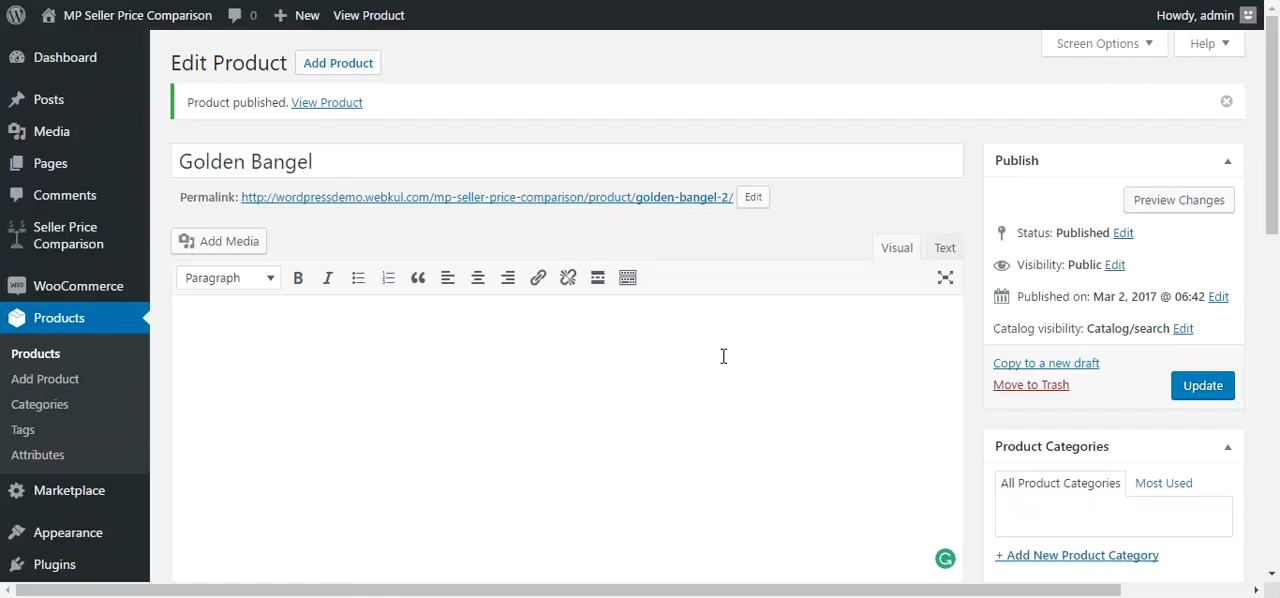 MP Seller Price Comparison 0 New View Product Howdy, admin
Dashboard
Posts
Media
Pages
Comments
Seller Price
Comparison
WooCommerce
Products
Products
Add Product
Categories
Tags
Attributes
Marketplace
Appearance
Plugins
Screen Options Help
Edit Product Add Product
Product published. View Product
Golden Bangel
Permalink: http://wordpressdemo.webkul.com/mp-seller-price-comparison/product/golden-bangel-2/ Edit
Add Media
Visual Text
Paragraph B I
Publish
Preview Changes
Status: Published Edit
Visibility: Public Edit
Published on: Mar 2, 2017 @ 06:42 Edit
Catalog visibility: Catalog/search Edit
Copy to a new draft
Move to Trash Update
Product Categories
All Product Categories Most Used
+ Add New Product Category